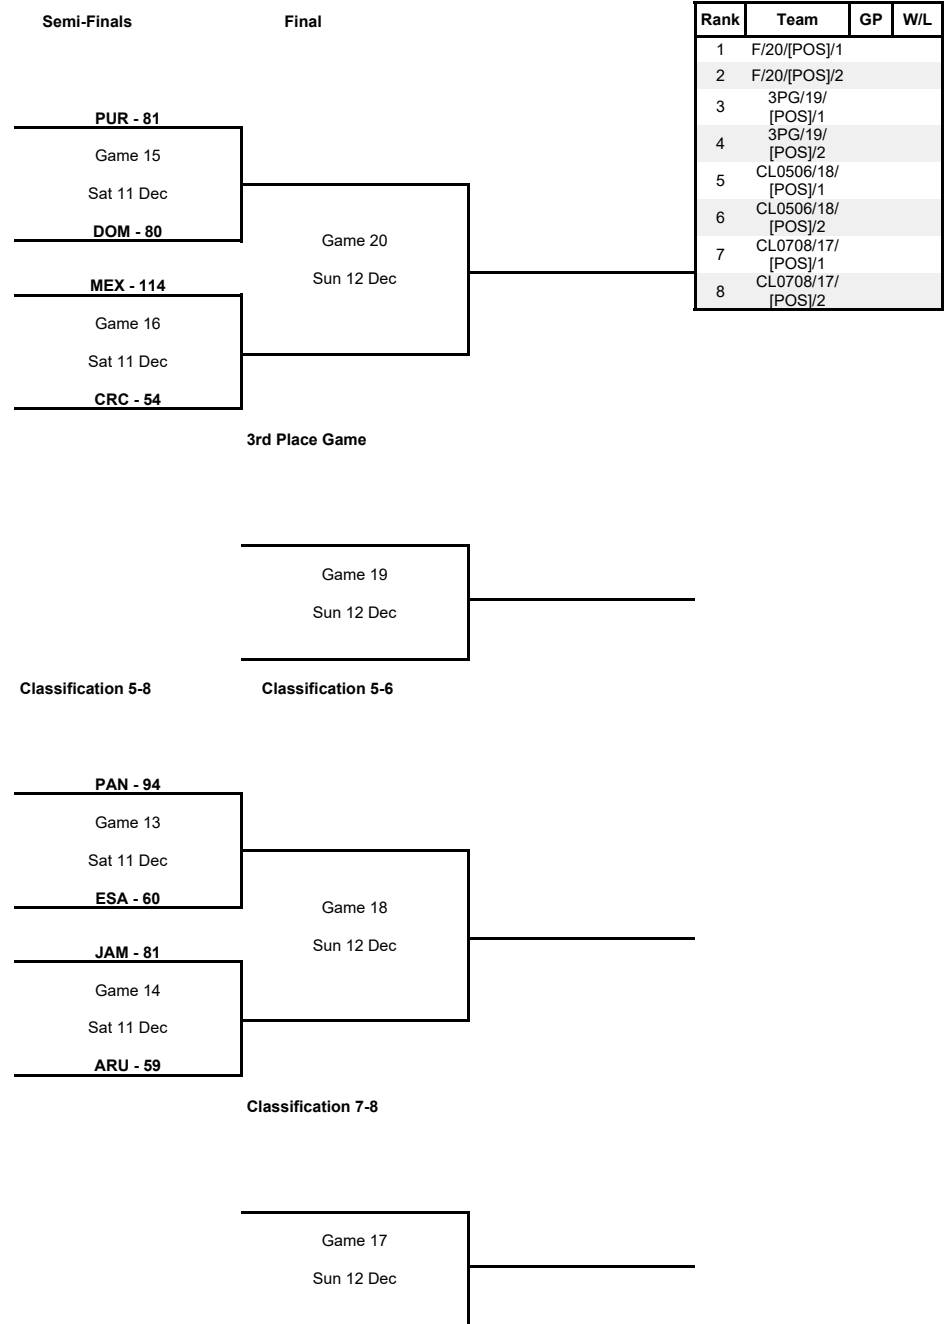 Semi-Finals
Final
Rank Team GP W/L
1 F/20/[POS]/1
2 F/20/[POS]/2
3 3PG/19/
[POS]/1
4 3PG/19/
[POS]/2
5 CL0506/18/
[POS]/1
6 CL0506/18/
[POS]/2
7 CL0708/17/
[POS]/1
8 CL0708/17/
[POS]/2
PUR - 81
Game 15
Sat 11 Dec
DOM - 80
MEX - 114
Game 16
Sat 11 Dec
CRC - 54
Game 20
Sun 12 Dec
3rd Place Game
Game 19
Sun 12 Dec
Classification 5-8
Classification 5-6
PAN - 94
Game 13
Sat 11 Dec
ESA - 60
JAM - 81
Game 14
Sat 11 Dec
ARU - 59
Game 18
Sun 12 Dec
Classification 7-8
Game 17
Sun 12 Dec